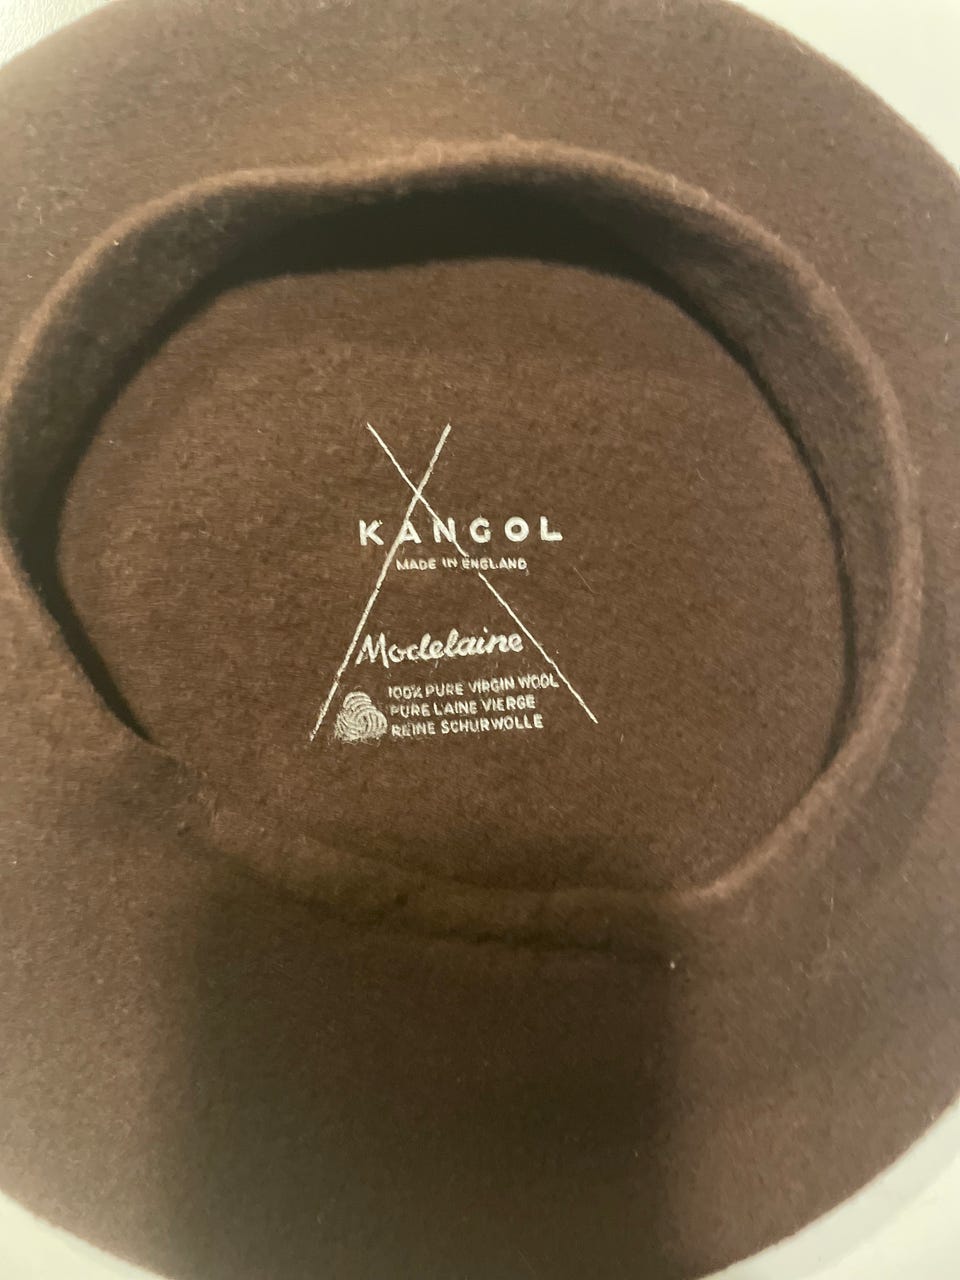 KANGOL
MADE IN ENGLAND
Modelaine
100% PURE VIRGIN WOOL
PURE LAINE VIERGE
REINE SCHURWOLLE